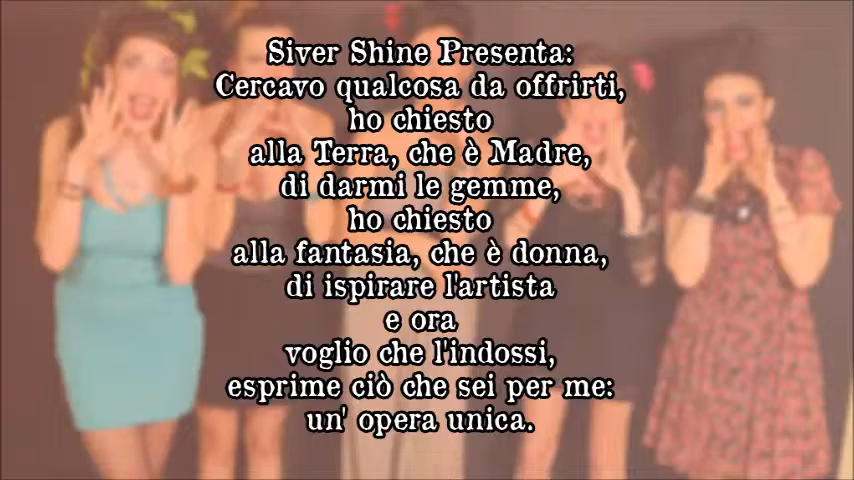 Siver Shine Presenta:
Cercavo qualcosa da offrirti,
ho chiesto
alla Terra, che è Madre,
di darmi le gemme,
ho chiesto
alla fantasia, che è donna,
di ispirare l'artista
e ora
voglio che l'indossi,
esprime ciò che sei per me:
un' opera unica.